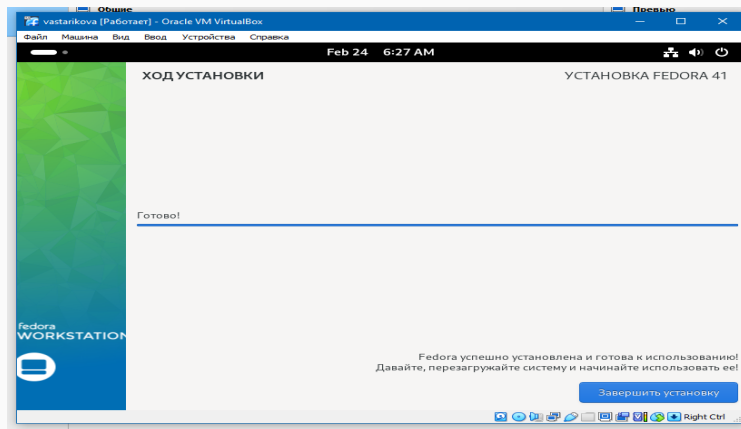 Общие
Превью
vastarikova [Работает] - Oracle VM VirtualBox
Файл Машина Вид Ввод Устройства Справка
Feb 24 6:27 AM
ХОД УСТАНОВКИ
УСТАНОВКА FEDORA 41
Готово!
fedora
WORKSTATION
Fedora успешно установлена и готова к использованию!
Давайте, перезагружайте систему и начинайте использовать ее!
Завершить установку
Right Ctrl